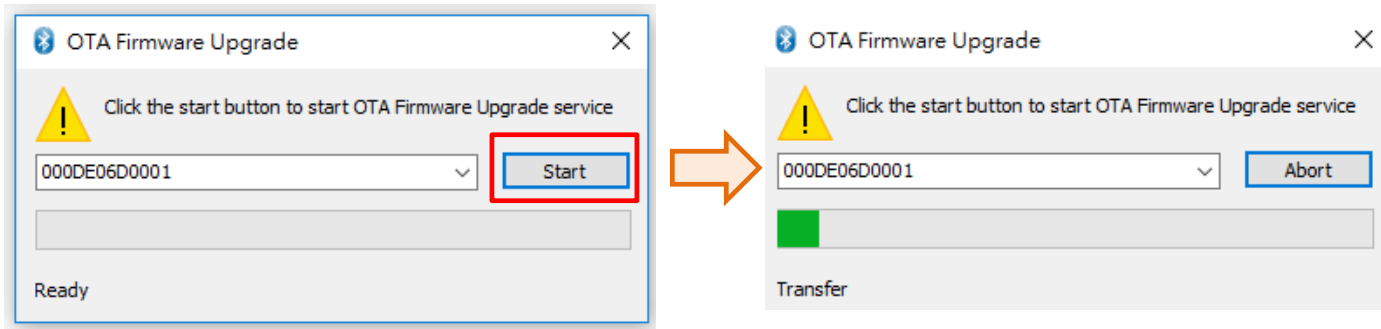 OTA Firmware Upgrade
Click the start button to start OTA Firmware Upgrade service
000DE06D0001
Start
Ready
OTA Firmware Upgrade
Click the start button to start OTA Firmware Upgrade service
000DE06D0001
Abort
Transfer